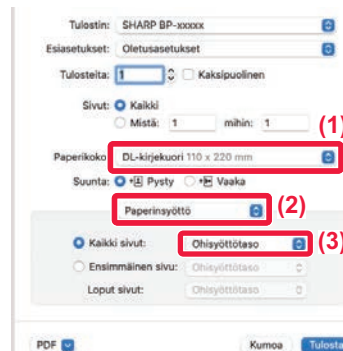 Tulostin: SHARP BP-xxxxx
Esiasetukset: Oletusasetukset
Tulosteita: 1 Kaksipuolinen
Sivut: Kaikki
Mistä: 1 mihin: 1
(1)
Paperikoko: DL-kirjekuori 110 x 220 mm
Suunta: Pysty Vaaka
Paperinsyöttö (2)
Kaikki sivut: Ohisyöttötaso (3)
Ensimmäinen sivu: Ohisyöttötaso
Loput sivut: Ohisyöttötaso
PDF Kumoa Tulosta